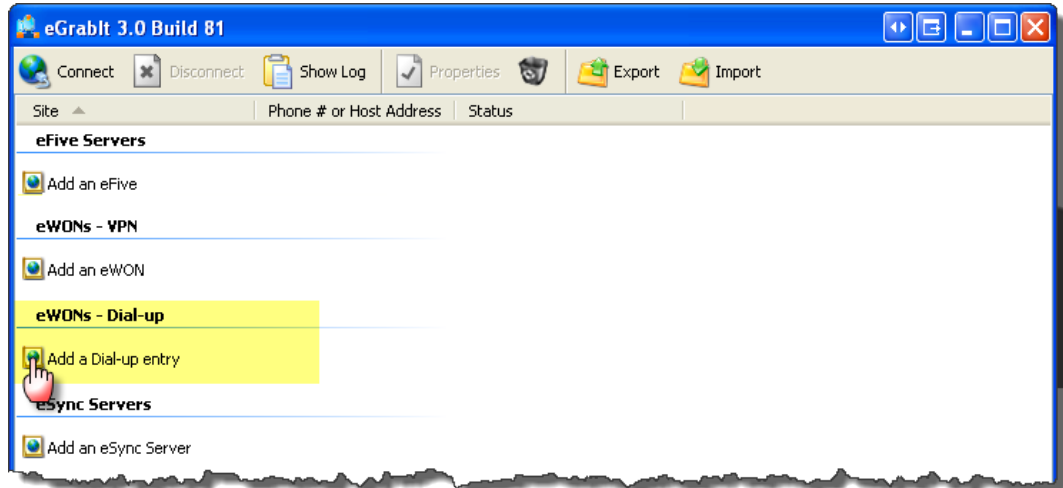 eGrabIt 3.0 Build 81
Connect Disconnect Show Log Properties Export Import
Site Phone # or Host Address Status
eFive Servers
Add an eFive
eWONs - VPN
Add an eWON
eWONs - Dial-up
Add a Dial-up entry
eSync Servers
Add an eSync Server